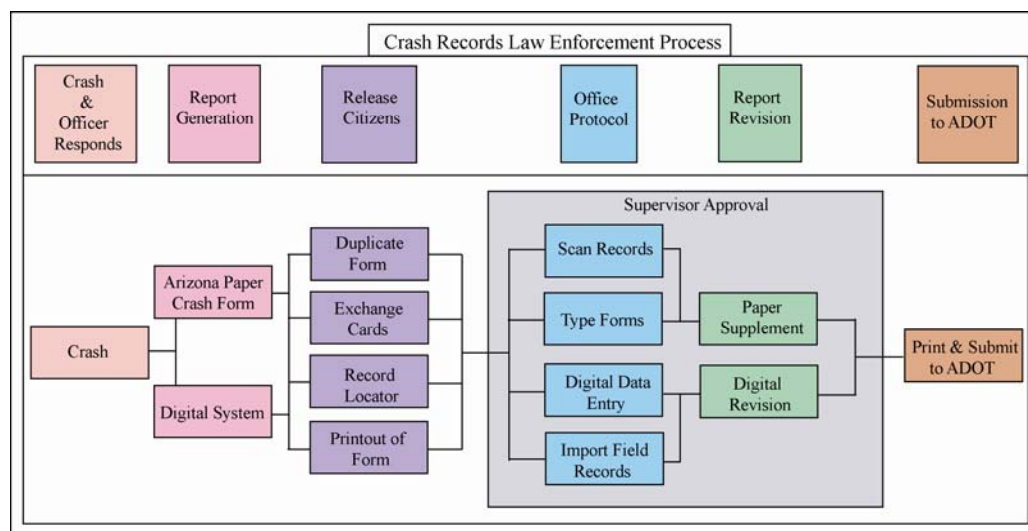 Crash Records Law Enforcement Process
Crash
&
Officer
Responds
Report
Generation
Release
Citizens
Office
Protocol
Report
Revision
Submission
to ADOT
Supervisor Approval
Crash
Arizona Paper
Crash Form
Digital System
Duplicate
Form
Exchange
Cards
Record
Locator
Printout of
Form
Scan Records
Type Forms
Digital Data
Entry
Import Field
Records
Paper
Supplement
Digital
Revision
Print & Submit
to ADOT